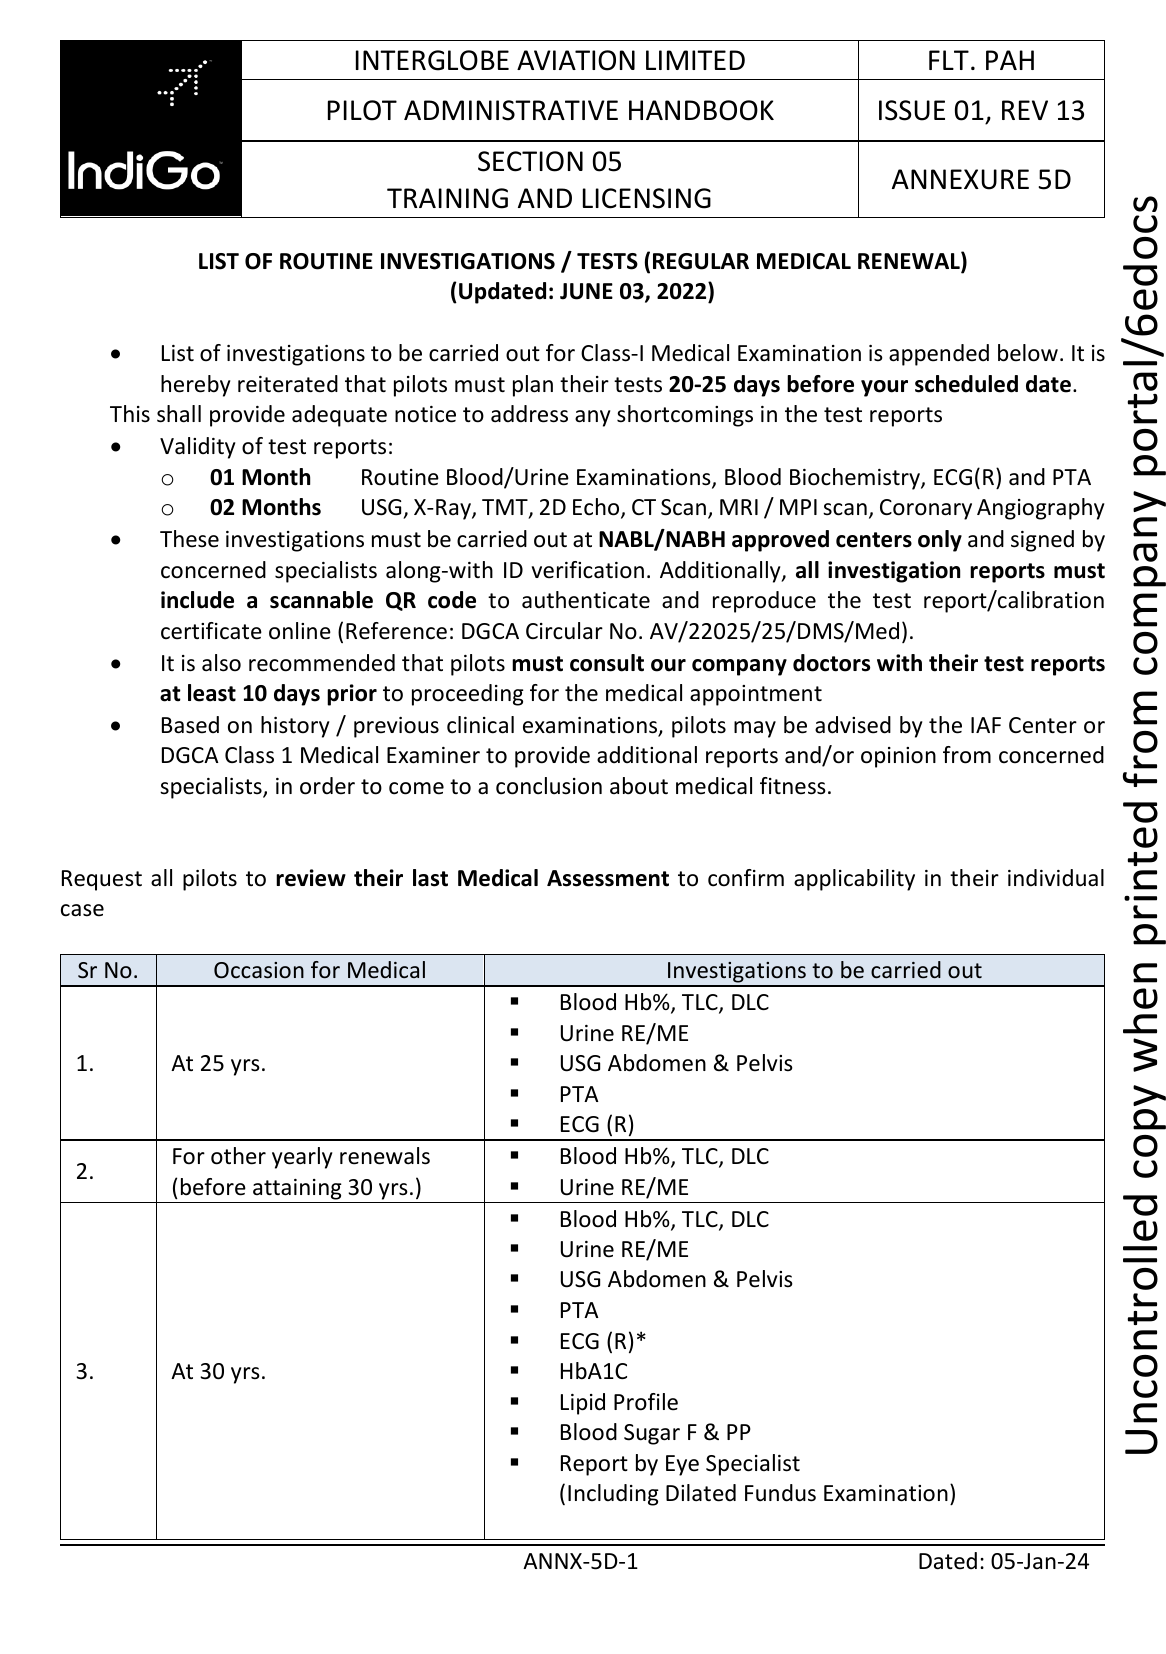 IndiGo
INTERGLOBE AVIATION LIMITED
FLT. PAH
PILOT ADMINISTRATIVE HANDBOOK
ISSUE 01, REV 13
SECTION 05
TRAINING AND LICENSING
ANNEXURE 5D
LIST OF ROUTINE INVESTIGATIONS / TESTS (REGULAR MEDICAL RENEWAL)
(Updated: JUNE 03, 2022)
• List of investigations to be carried out for Class-I Medical Examination is appended below. It is
hereby reiterated that pilots must plan their tests 20-25 days before your scheduled date.
This shall provide adequate notice to address any shortcomings in the test reports
• Validity of test reports:
o 01 Month Routine Blood/Urine Examinations, Blood Biochemistry, ECG(R) and PTA
o 02 Months USG, X-Ray, TMT, 2D Echo, CT Scan, MRI / MPI scan, Coronary Angiography
• These investigations must be carried out at NABL/NABH approved centers only and signed by
concerned specialists along-with ID verification. Additionally, all investigation reports must
include a scannable QR code to authenticate and reproduce the test report/calibration
certificate online (Reference: DGCA Circular No. AV/22025/25/DMS/Med).
• It is also recommended that pilots must consult our company doctors with their test reports
at least 10 days prior to proceeding for the medical appointment
• Based on history / previous clinical examinations, pilots may be advised by the IAF Center or
DGCA Class 1 Medical Examiner to provide additional reports and/or opinion from concerned
specialists, in order to come to a conclusion about medical fitness.
Request all pilots to review their last Medical Assessment to confirm applicability in their individual
case
Sr No. Occasion for Medical Investigations to be carried out
1. At 25 yrs.
▪ Blood Hb%, TLC, DLC
▪ Urine RE/ME
▪ USG Abdomen & Pelvis
▪ PTA
▪ ECG (R)
2. For other yearly renewals
(before attaining 30 yrs.)
▪ Blood Hb%, TLC, DLC
▪ Urine RE/ME
3. At 30 yrs.
▪ Blood Hb%, TLC, DLC
▪ Urine RE/ME
▪ USG Abdomen & Pelvis
▪ PTA
▪ ECG (R)*
▪ HbA1C
▪ Lipid Profile
▪ Blood Sugar F & PP
▪ Report by Eye Specialist
(Including Dilated Fundus Examination)
ANNX-5D-1 Dated: 05-Jan-24
Uncontrolled copy when printed from company portal/6edocs